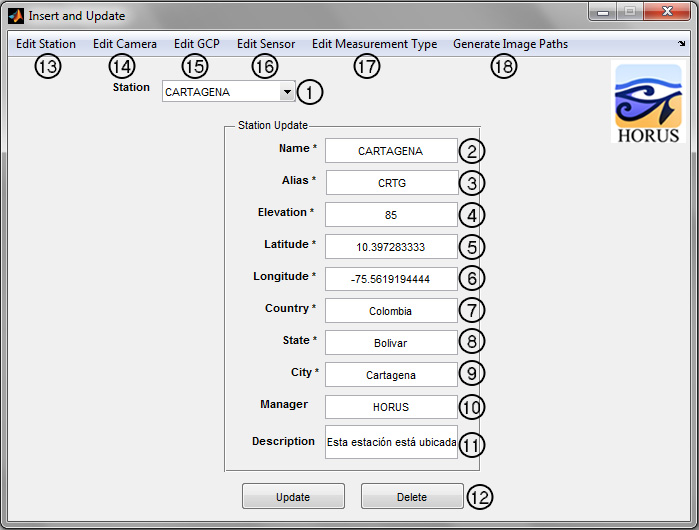 Insert and Update
Edit Station Edit Camera Edit GCP Edit Sensor Edit Measurement Type Generate Image Paths
13 14 15 16 17 18
Station CARTAGENA 1
HORUS
Station Update
Name * CARTAGENA 2
Alias * CRTG 3
Elevation * 85 4
Latitude * 10.397283333 5
Longitude * -75.5619194444 6
Country * Colombia 7
State * Bolivar 8
City * Cartagena 9
Manager HORUS 10
Description Esta estación está ubicada 11
Update Delete 12